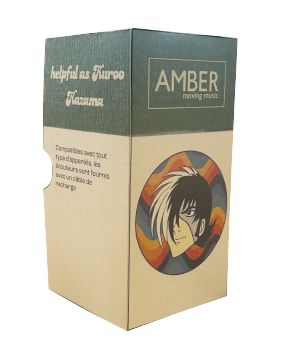 helpful as Kuroo
Kazama
Compatibles avec tout
type d'appareils, les
écouteurs sont fournis
avec un câble de
recharge
AMBER
moving music